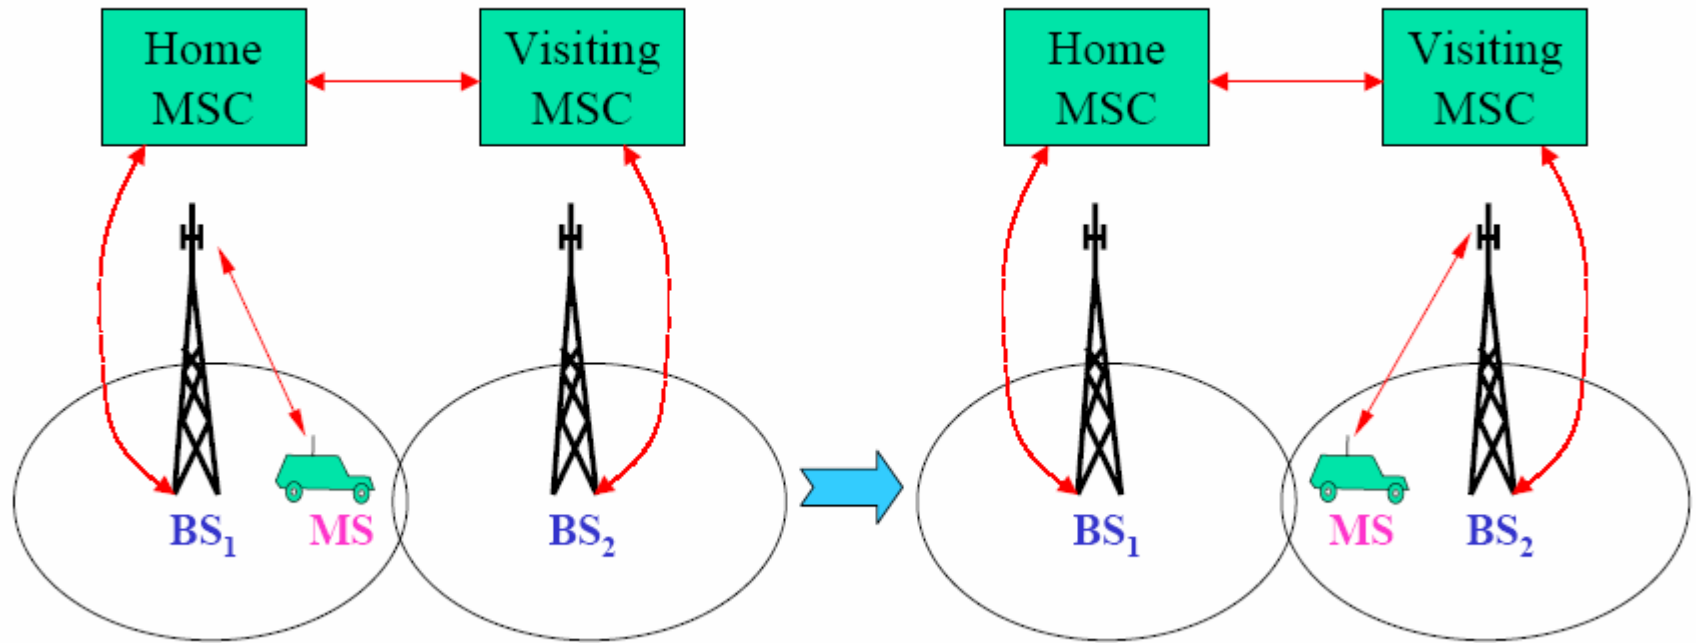 Home
MSC
Visiting
MSC
BS1
MS
BS2
Home
MSC
Visiting
MSC
BS1
MS
BS2